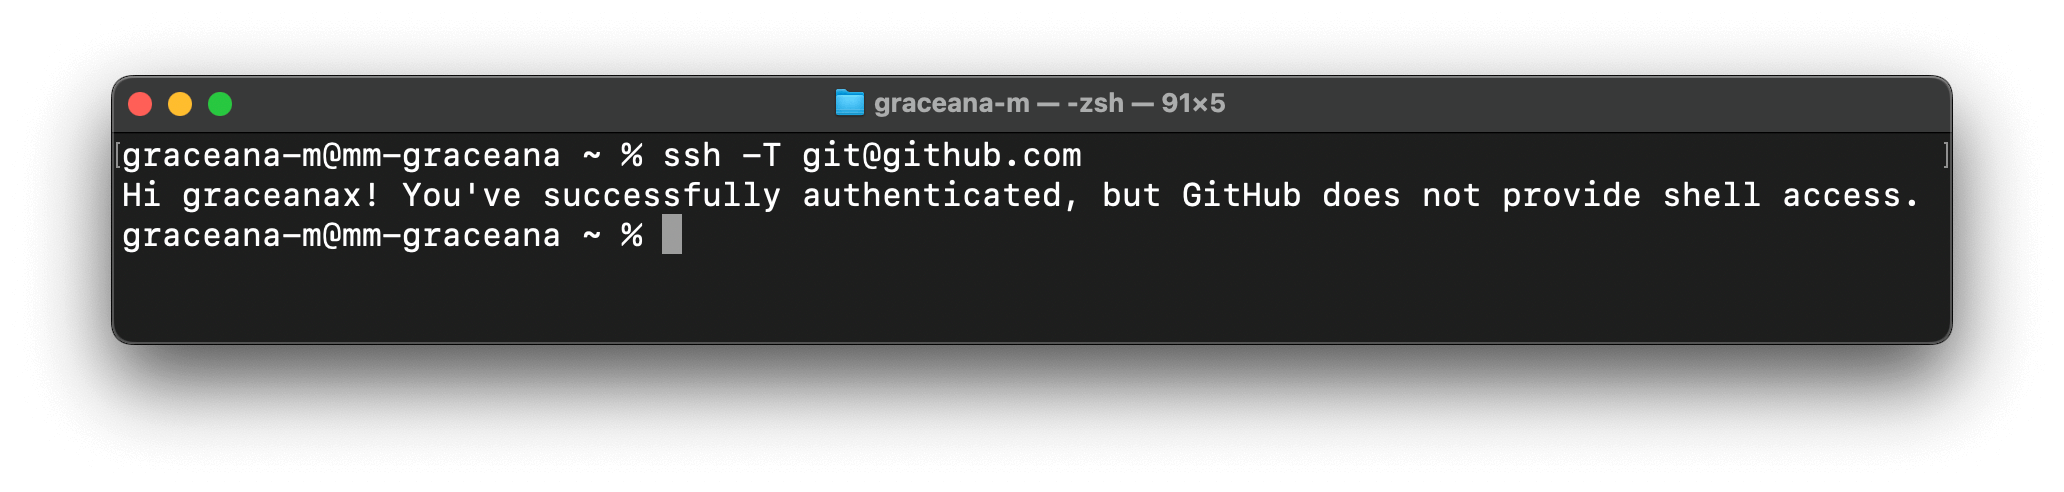 graceana-m — -zsh — 91×5
[graceana-m@mm-graceana ~ % ssh -T git@github.com ]
Hi graceanax! You've successfully authenticated, but GitHub does not provide shell access.
graceana-m@mm-graceana ~ %